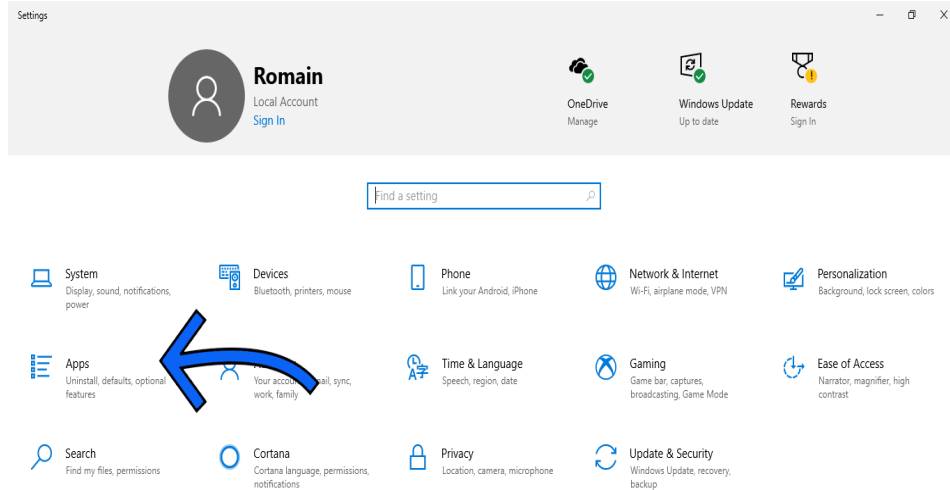 Settings
Romain
Local Account
Sign In
OneDrive
Manage
Windows Update
Up to date
Rewards
Sign In
Find a setting
System
Display, sound, notifications,
power
Devices
Bluetooth, printers, mouse
Phone
Link your Android, iPhone
Network & Internet
Wi-Fi, airplane mode, VPN
Personalization
Background, lock screen, colors
Apps
Uninstall, defaults, optional
features
Your sync,
work, family
Time & Language
Speech, region, date
Gaming
Game bar, captures,
broadcasting, Game Mode
Ease of Access
Narrator, magnifier, high
contrast
Search
Find my files, permissions
Cortana
Cortana language, permissions,
notifications
Privacy
Location, camera, microphone
Update & Security
Windows Update, recovery,
backup